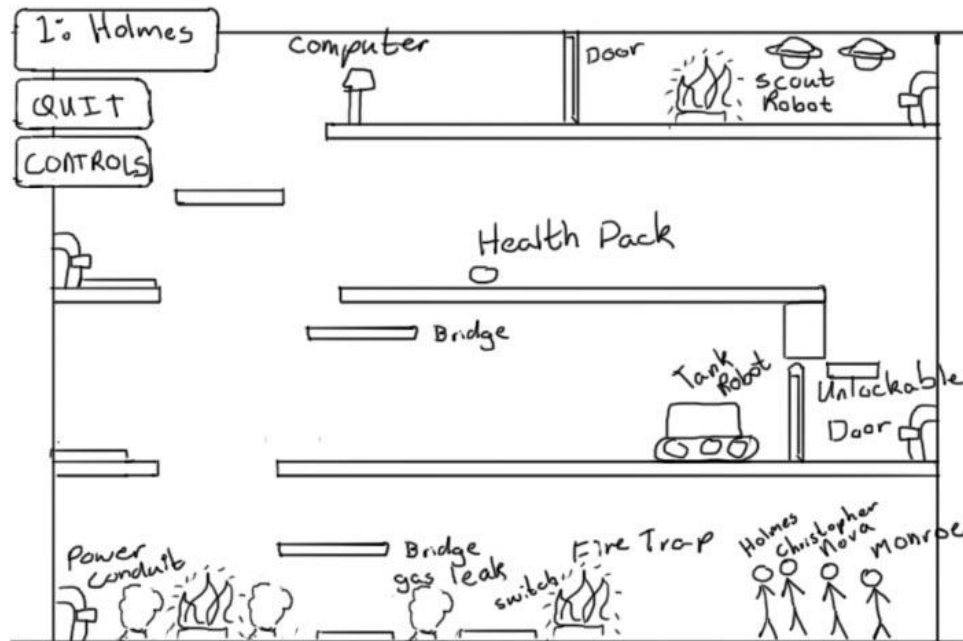 1: Holmes
QUIT
CONTROLS
Computer
Door
Scout
Robot
Health Pack
Bridge
Tank
Robot
Unlockable
Door
Power
Conduit
Bridge
gas leak
switch
Fire Trap
Holmes
Christopher
Nova
Monroe